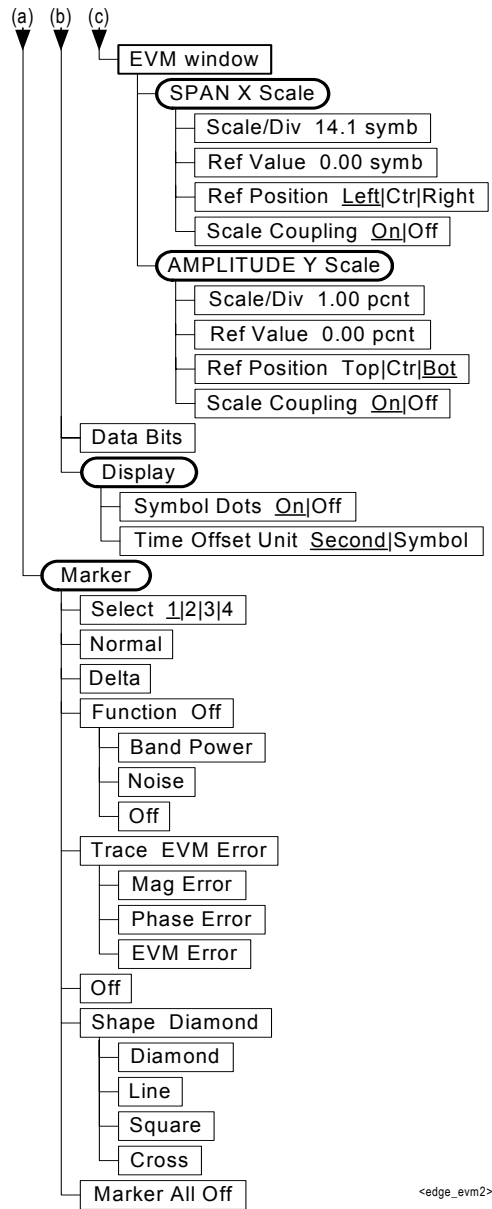 (a) (b) (c)
EVM window
SPAN X Scale
Scale/Div 14.1 symb
Ref Value 0.00 symb
Ref Position Left|Ctr|Right
Scale Coupling On|Off
AMPLITUDE Y Scale
Scale/Div 1.00 pcnt
Ref Value 0.00 pcnt
Ref Position Top|Ctr|Bot
Scale Coupling On|Off
Data Bits
Display
Symbol Dots On|Off
Time Offset Unit Second|Symbol
Marker
Select 1|2|3|4
Normal
Delta
Function Off
Band Power
Noise
Off
Trace EVM Error
Mag Error
Phase Error
EVM Error
Off
Shape Diamond
Diamond
Line
Square
Cross
Marker All Off
<edge_evm2>